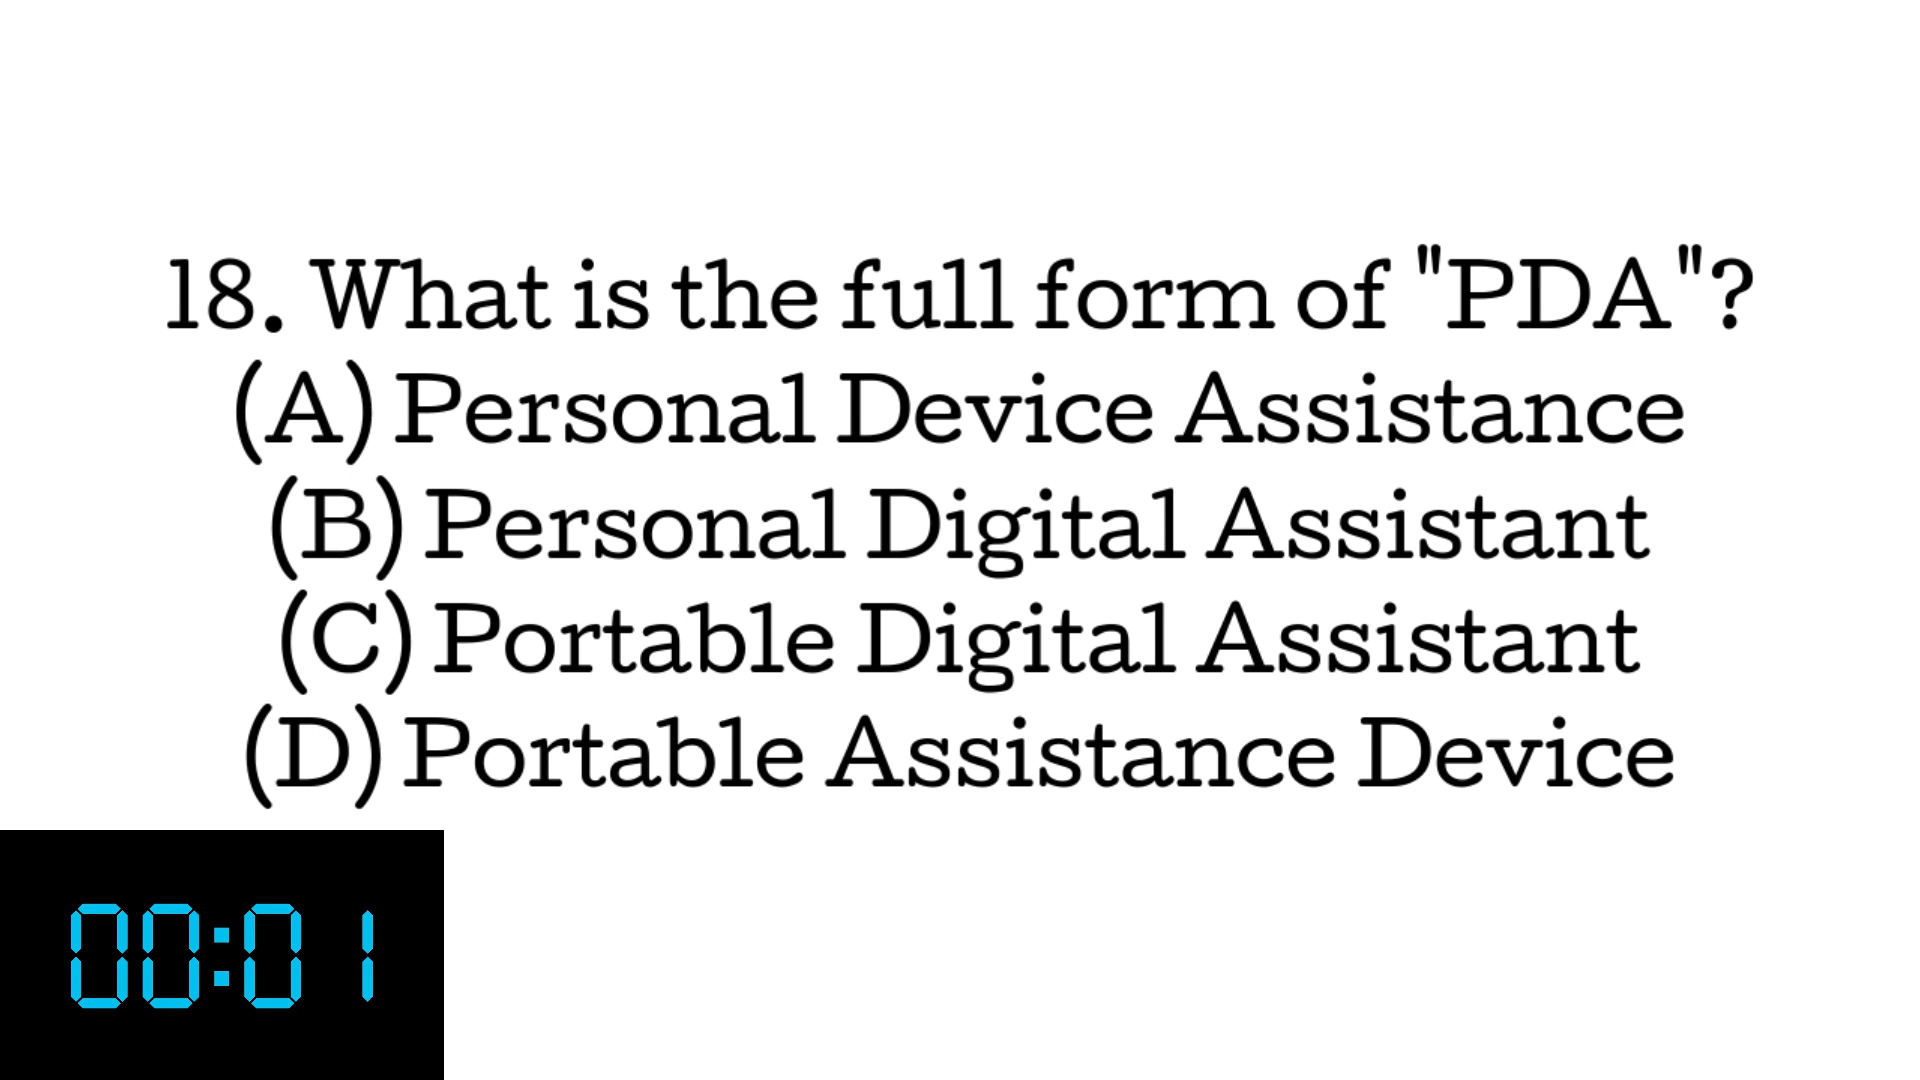 18. What is the full form of "PDA"?
(A) Personal Device Assistance
(B) Personal Digital Assistant
(C) Portable Digital Assistant
(D) Portable Assistance Device
00:01